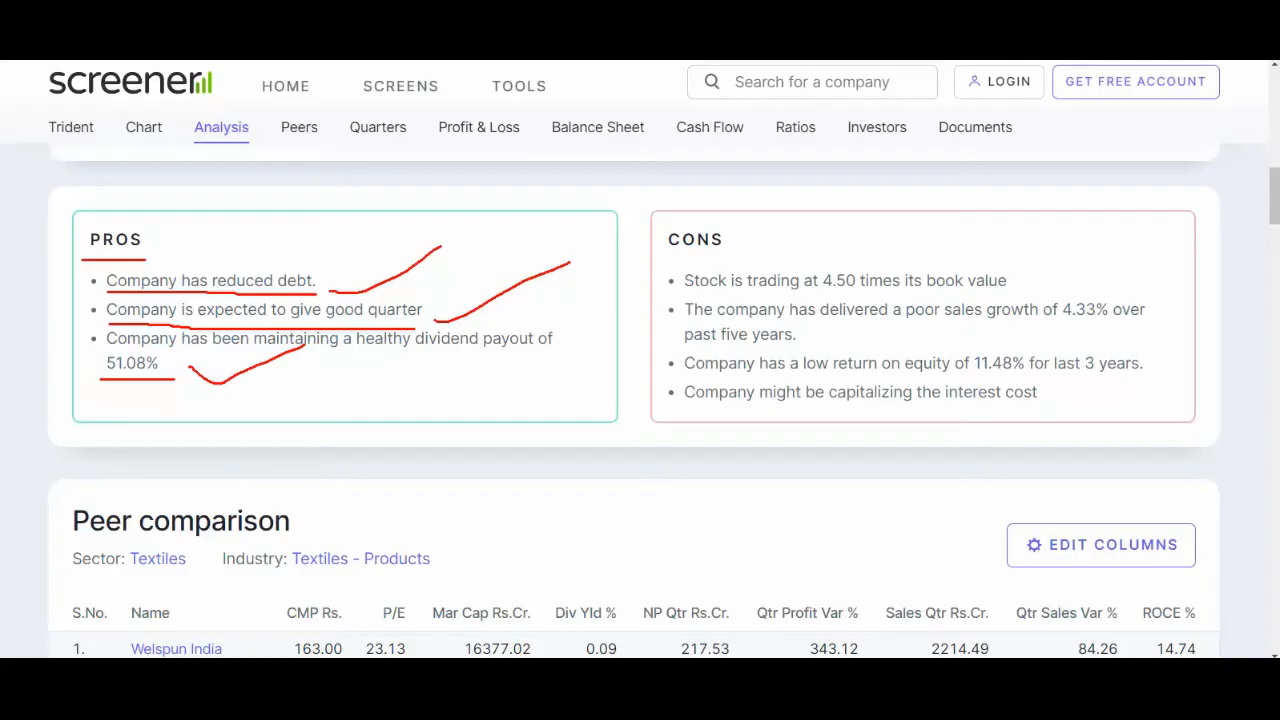 screener
HOME SCREENS TOOLS
Search for a company
LOGIN
GET FREE ACCOUNT
Trident Chart Analysis Peers Quarters Profit & Loss Balance Sheet Cash Flow Ratios Investors Documents
PROS
Company has reduced debt.
Company is expected to give good quarter
Company has been maintaining a healthy dividend payout of
51.08%
CONS
Stock is trading at 4.50 times its book value
The company has delivered a poor sales growth of 4.33% over
past five years.
Company has a low return on equity of 11.48% for last 3 years.
Company might be capitalizing the interest cost
Peer comparison
Sector: Textiles Industry: Textiles - Products
EDIT COLUMNS
S.No. Name CMP Rs. P/E Mar Cap Rs.Cr. Div Yld % NP Qtr Rs.Cr. Qtr Profit Var % Sales Qtr Rs.Cr. Qtr Sales Var % ROCE %
1. Welspun India 163.00 23.13 16377.02 0.09 217.53 343.12 2214.49 84.26 14.74